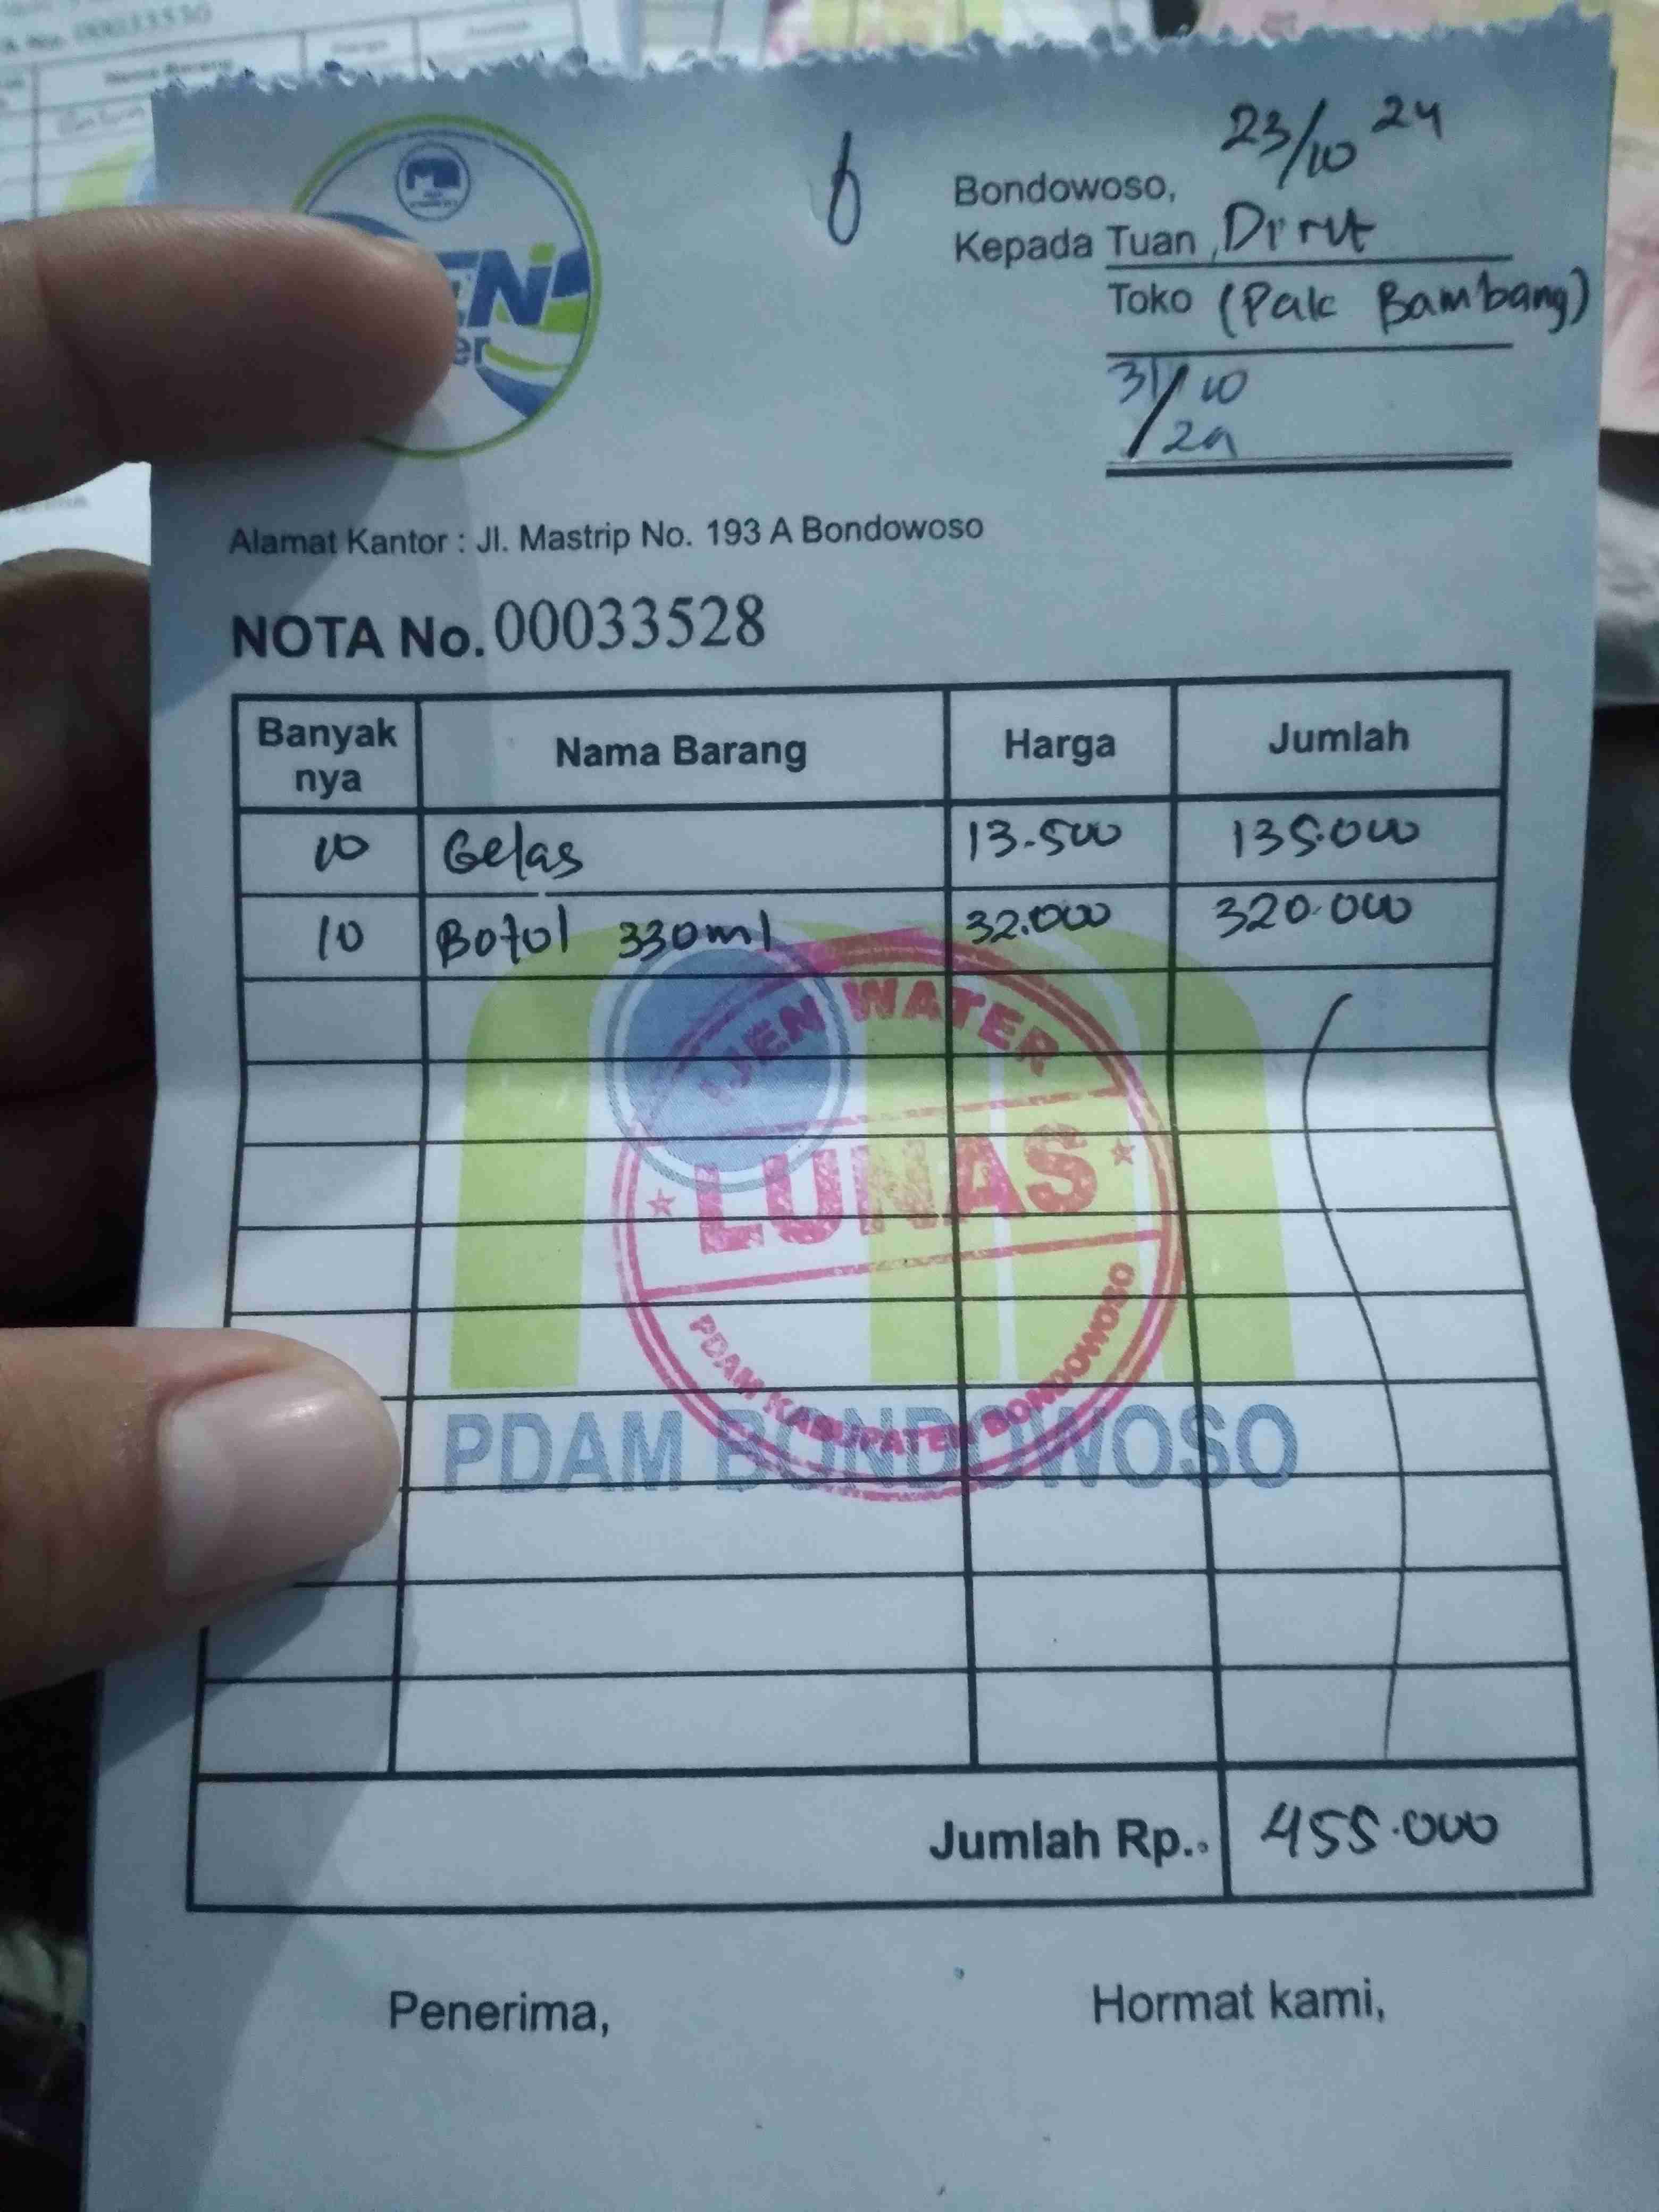 00033530
Nama Barang
EN
er
23/10 24
Bondowoso,
Kepada Tuan, Dirut
Toko (Pak Bambang)
31/10
24
Alamat Kantor : Jl. Mastrip No. 193 A Bondowoso
NOTA No. 00033528
Banyak nya Nama Barang Harga Jumlah
10 Gelas 13.500 135.000
10 Botol 330ml 32.000 320.000
IJEN WATER
LUNAS
PDAM KABUPATEN BONDOWOSO
PDAM BONDOWOSO
Jumlah Rp.. 455.000
Penerima, Hormat kami,